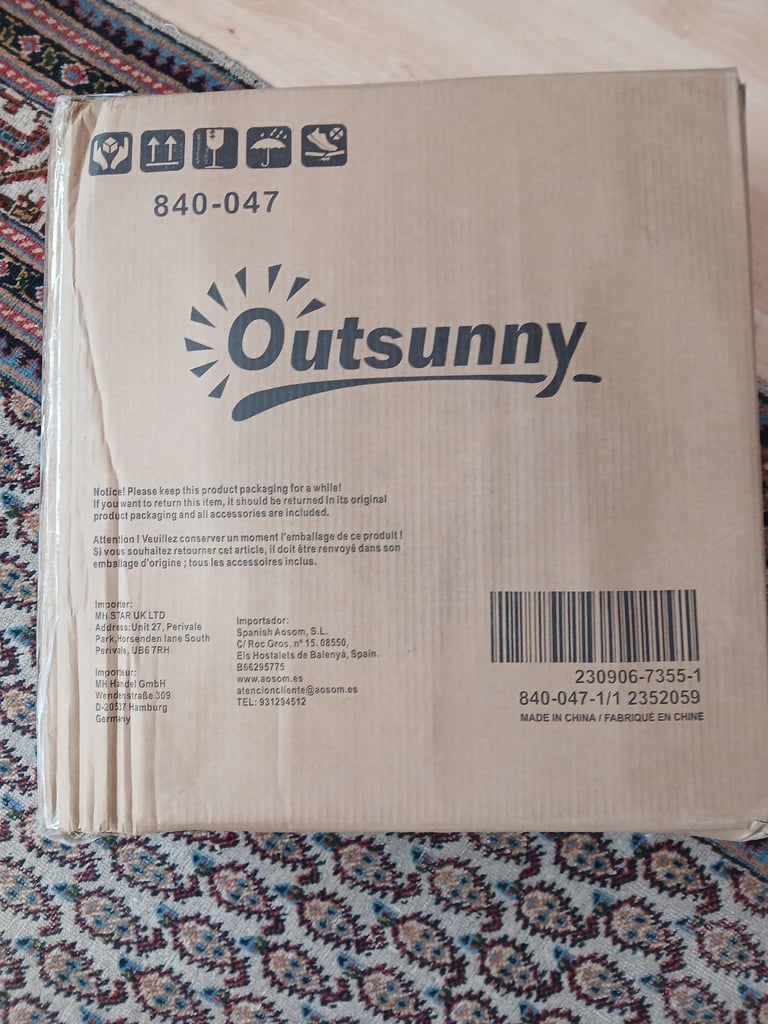 840-047
Outsunny
Notice! Please keep this product packaging for a while!
If you want to return this item, it should be returned in its original
product packaging and all accessories are included.
Attention ! Veuillez conserver un moment l'emballage de ce produit !
Si vous souhaitez retourner cet article, il doit être renvoyé dans son
emballage d'origine ; tous les accessoires inclus.
Importer:
MH STAR UK LTD
Address:Unit 27, Perivale
Park,Horsenden lane South
Perivale, UB6 7RH
Importeur:
MH Handel GmbH
Wendenstraße 309
D-20537 Hamburg
Germany
Importador:
Spanish Aosom, S.L.
C/ Roc Gros, nº 15. 08550,
Els Hostalets de Balenyà, Spain.
B66295775
www.aosom.es
atencioncliente@aosom.es
TEL: 931294512
230906-7355-1
840-047-1/1 2352059
MADE IN CHINA / FABRIQUÉ EN CHINE